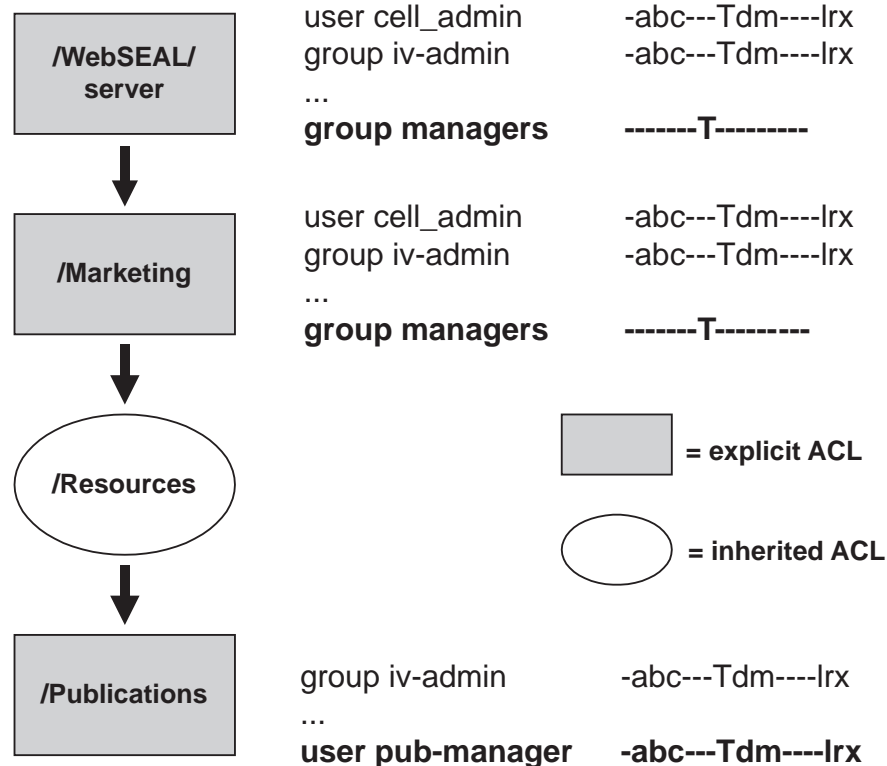 /WebSEAL/
server
user cell_admin -abc---Tdm----lrx
group iv-admin -abc---Tdm----lrx
...
group managers -------T---------
/Marketing
user cell_admin -abc---Tdm----lrx
group iv-admin -abc---Tdm----lrx
...
group managers -------T---------
/Resources
= explicit ACL
= inherited ACL
/Publications
group iv-admin -abc---Tdm----lrx
...
user pub-manager -abc---Tdm----lrx